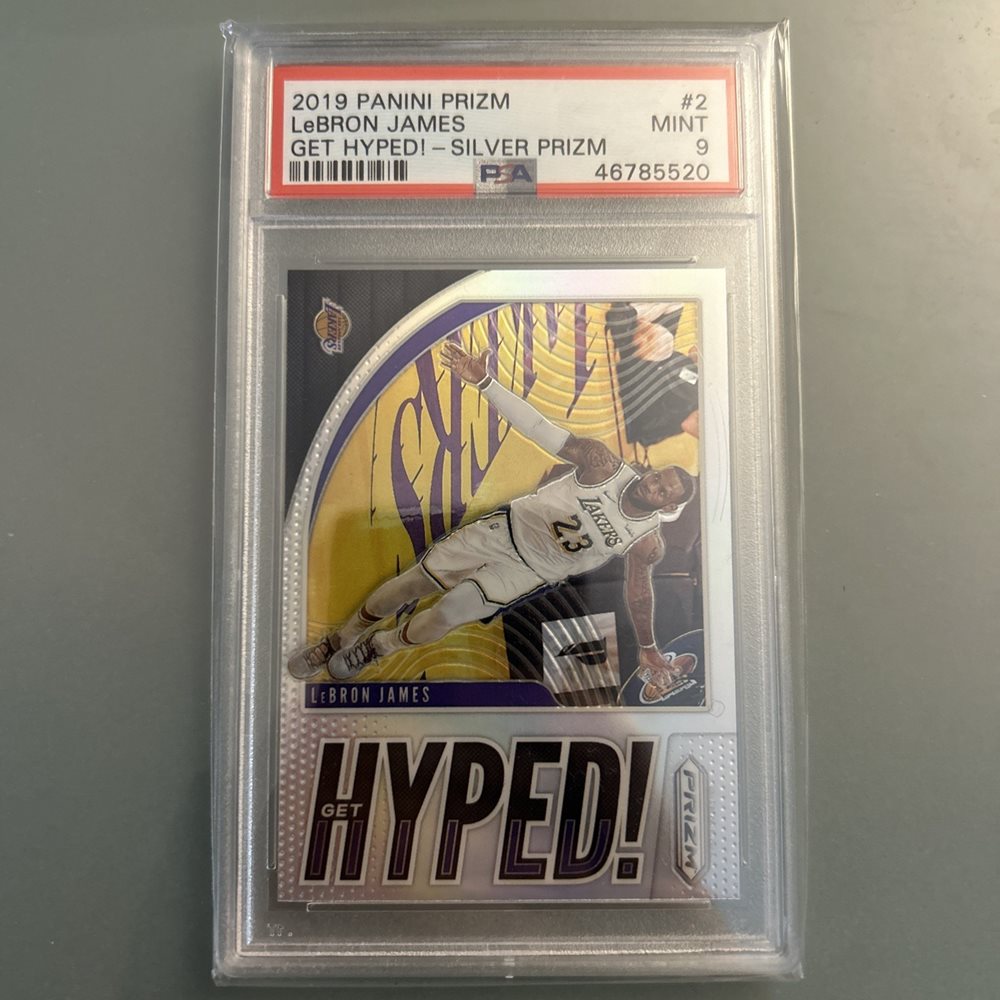 2019 PANINI PRIZM #2
LeBRON JAMES MINT
GET HYPED! – SILVER PRIZM 9
PSA 46785520
LAKERS
LAKERS
23
LeBRON JAMES
GET
HYPED!
PRIZM